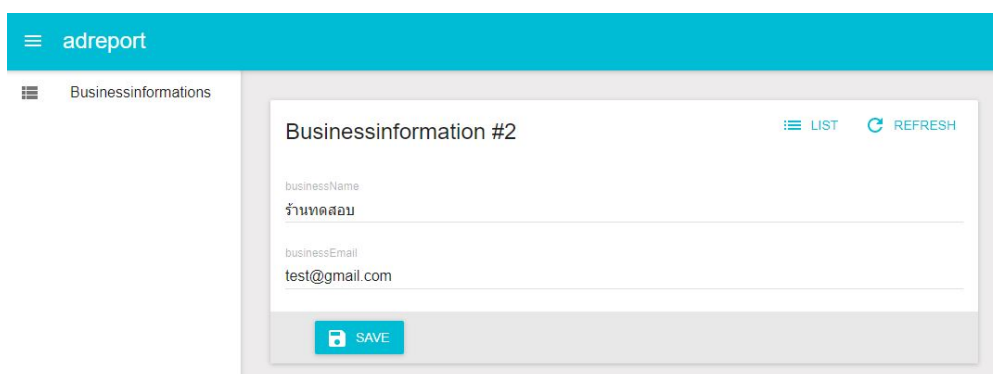 adreport
Businessinformations
Businessinformation #2
LIST REFRESH
businessName
ร้านทดสอบ
businessEmail
test@gmail.com
SAVE